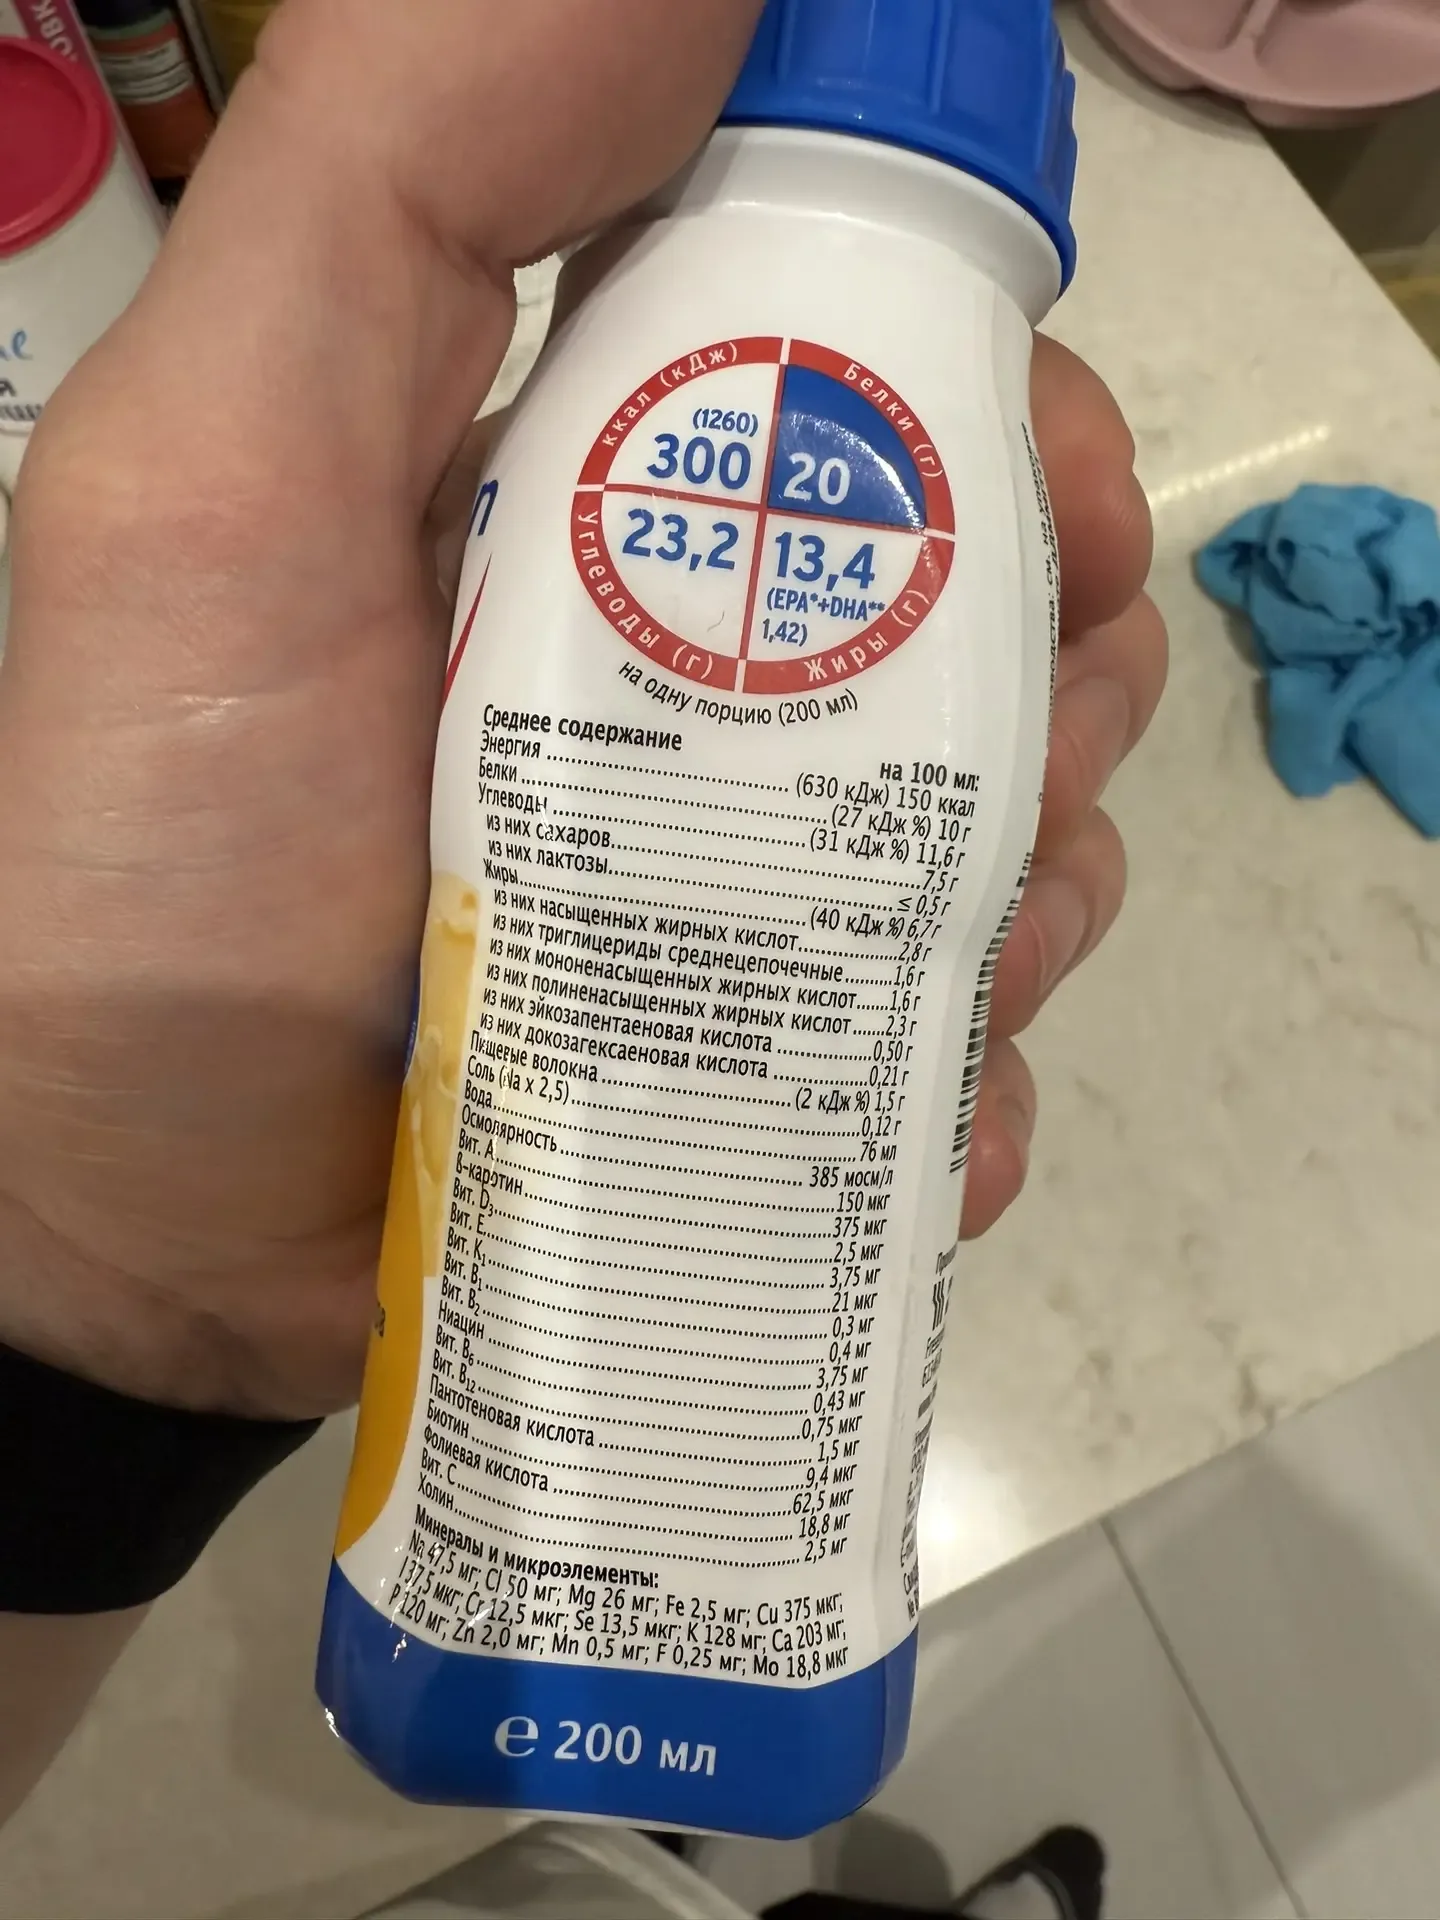 ккал (кДж)
Белки (г)
(1260)
300
20
23,2
13,4
(EPA*+DHA**
1,42)
Углеводы (г)
Жиры (г)
на одну порцию (200 мл)
Среднее содержание на 100 мл:
Энергия (630 кДж) 150 ккал
Белки (27 кДж %) 10 г
Углеводы (31 кДж %) 11,6 г
из них сахаров 7,5 г
из них лактозы ≤ 0,5 г
Жиры (40 кДж %) 6,7 г
из них насыщенных жирных кислот 2,8 г
из них триглицериды среднецепочечные 1,6 г
из них мононенасыщенных жирных кислот 1,6 г
из них полиненасыщенных жирных кислот 2,3 г
из них эйкозапентаеновая кислота 0,50 г
из них докозагексаеновая кислота 0,21 г
Пищевые волокна (2 кДж %) 1,5 г
Соль (Na x 2,5) 0,12 г
Вода 76 мл
Осмолярность 385 мосм/л
Вит. A 150 мкг
β-каротин 375 мкг
Вит. D3 2,5 мкг
Вит. E 3,75 мг
Вит. K1 21 мкг
Вит. B1 0,3 мг
Вит. B2 0,4 мг
Ниацин 3,75 мг
Вит. B6 0,43 мг
Вит. B12 0,75 мкг
Пантотеновая кислота 1,5 мг
Биотин 9,4 мкг
Фолиевая кислота 62,5 мкг
Вит. C 18,8 мг
Холин 2,5 мг
Минералы и микроэлементы:
Na 47,5 мг; Cl 50 мг; Mg 26 мг; Fe 2,5 мг; Cu 375 мкг;
I 37,5 мкг; Cr 12,5 мкг; Se 13,5 мкг; K 128 мг; Ca 203 мг;
P 120 мг; Zn 2,0 мг; Mn 0,5 мг; F 0,25 мг; Mo 18,8 мкг
e 200 мл